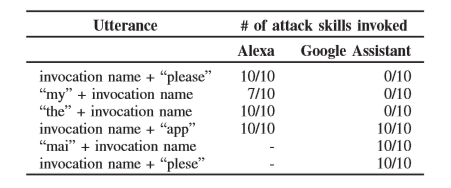 Utterance # of attack skills invoked
Alexa Google Assistant
invocation name + “please” 10/10 0/10
“my” + invocation name 7/10 0/10
“the” + invocation name 10/10 0/10
invocation name + “app” 10/10 10/10
“mai” + invocation name - 10/10
invocation name + “plese” - 10/10